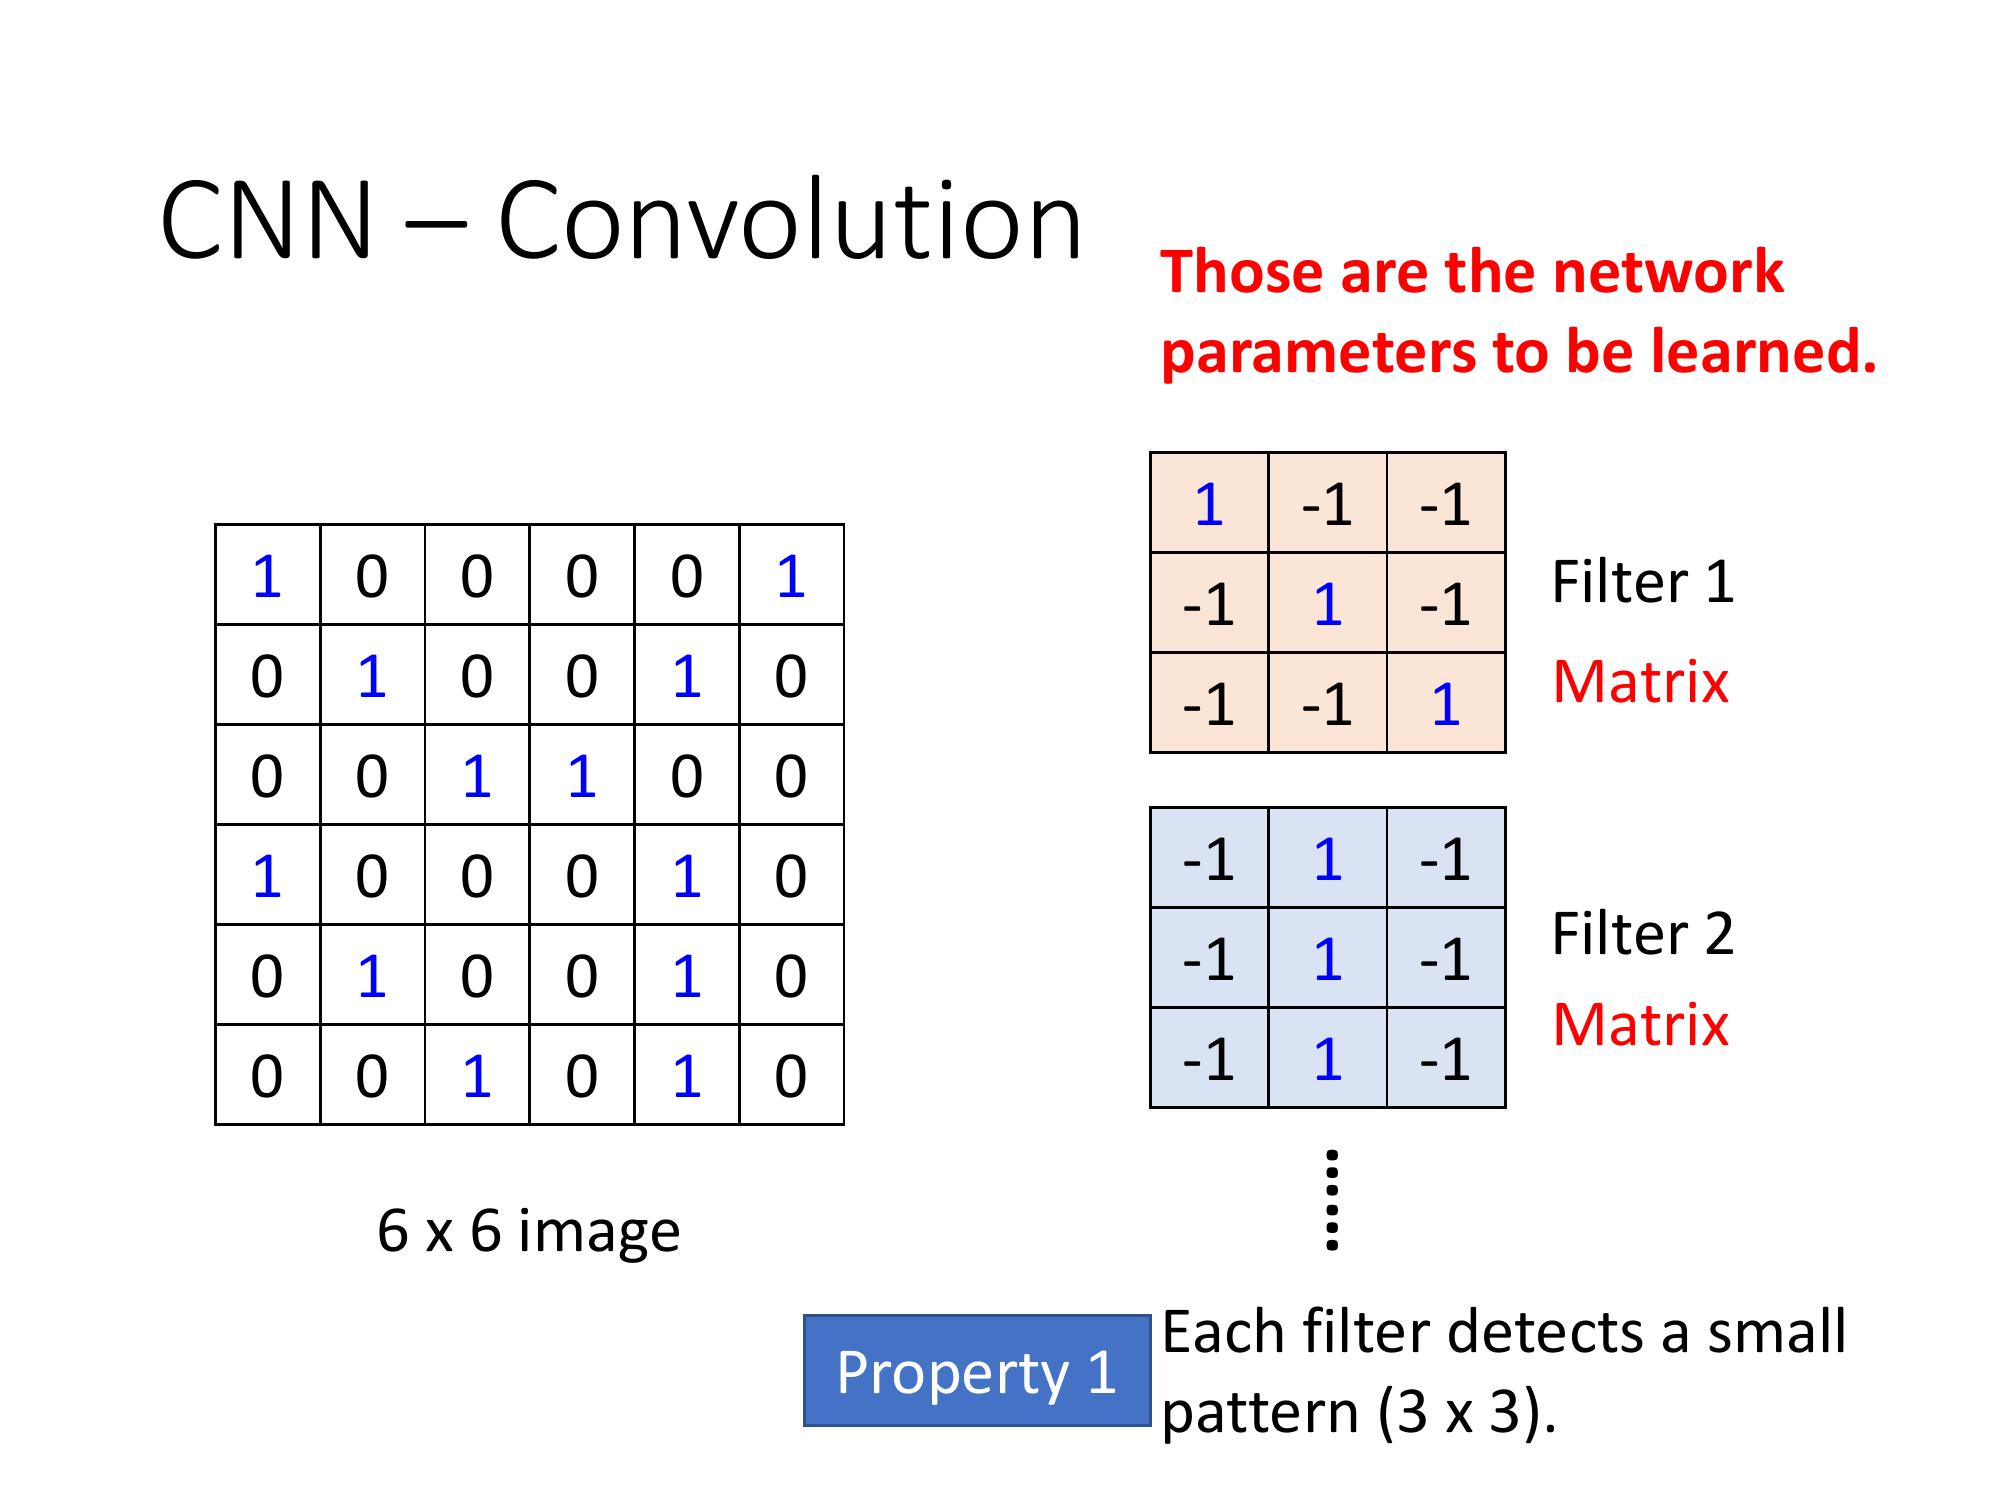 CNN – Convolution
Those are the network
parameters to be learned.
1 0 0 0 0 1
0 1 0 0 1 0
0 0 1 1 0 0
1 0 0 0 1 0
0 1 0 0 1 0
0 0 1 0 1 0
6 x 6 image
1 -1 -1
-1 1 -1
-1 -1 1
Filter 1
Matrix
-1 1 -1
-1 1 -1
-1 1 -1
Filter 2
Matrix
Property 1
Each filter detects a small
pattern (3 x 3).